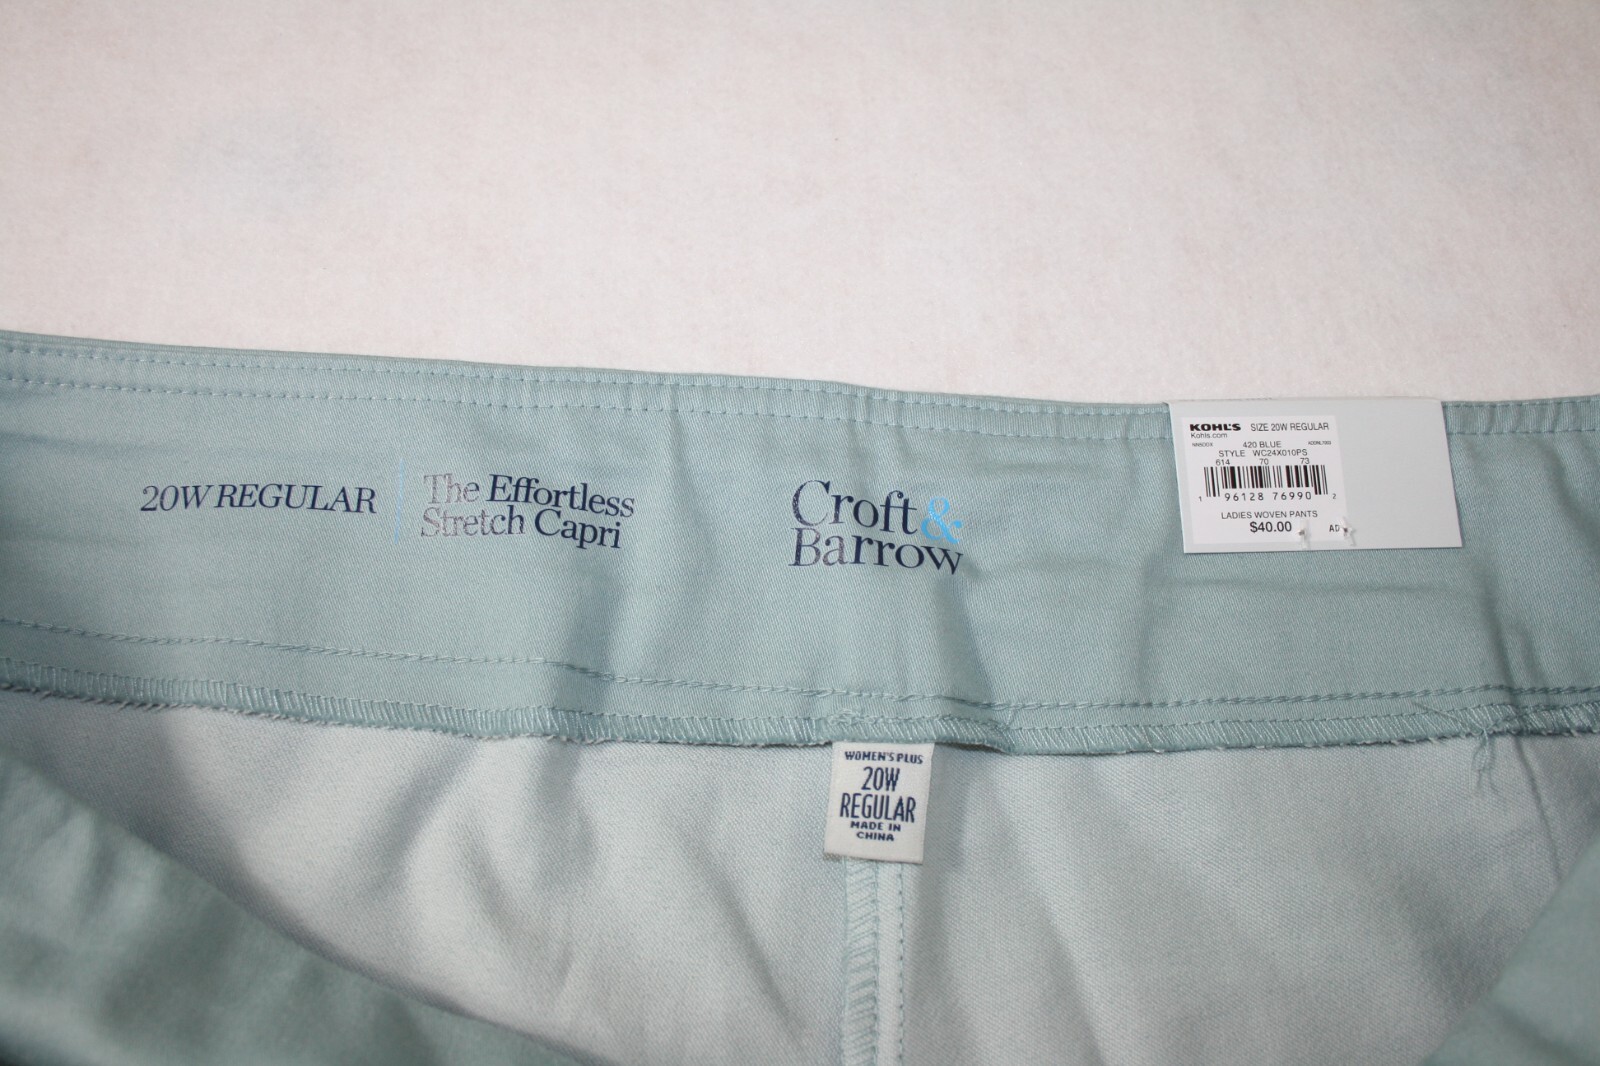 20W REGULAR
The Effortless
Stretch Capri
Croft &
Barrow
KOHL'S SIZE 20W REGULAR
Kohls.com
420 BLUE
STYLE WC24X010PS
614 70 73
1 96128 76990 2
LADIES WOVEN PANTS
$40.00 AD
WOMEN'S PLUS
20W
REGULAR
MADE IN
CHINA